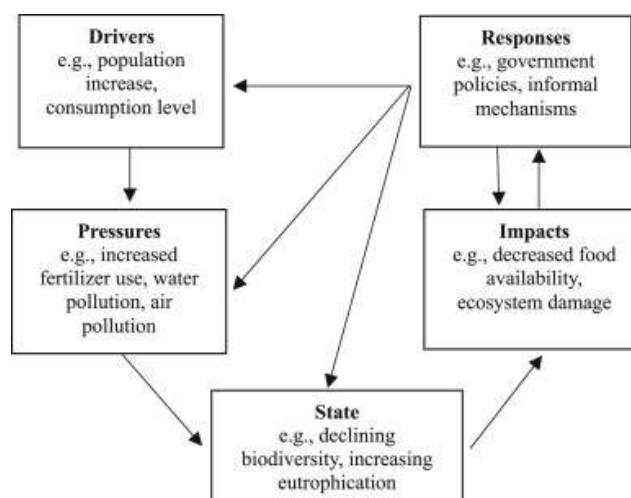 Drivers
e.g., population
increase,
consumption level
Responses
e.g., government
policies, informal
mechanisms
Pressures
e.g., increased
fertilizer use, water
pollution, air
pollution
Impacts
e.g., decreased food
availability,
ecosystem damage
State
e.g., declining
biodiversity, increasing
eutrophication